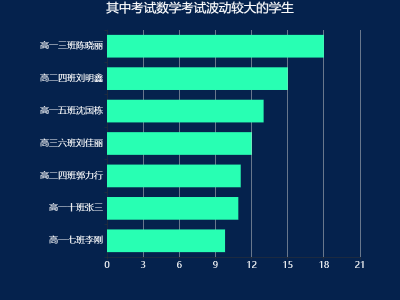 其中考试数学考试波动较大的学生
高一三班陈晓丽
高二四班刘明鑫
高一五班沈国栋
高三六班刘佳丽
高二四班郭力行
高一十班张三
高一七班李刚
0 3 6 9 12 15 18 21